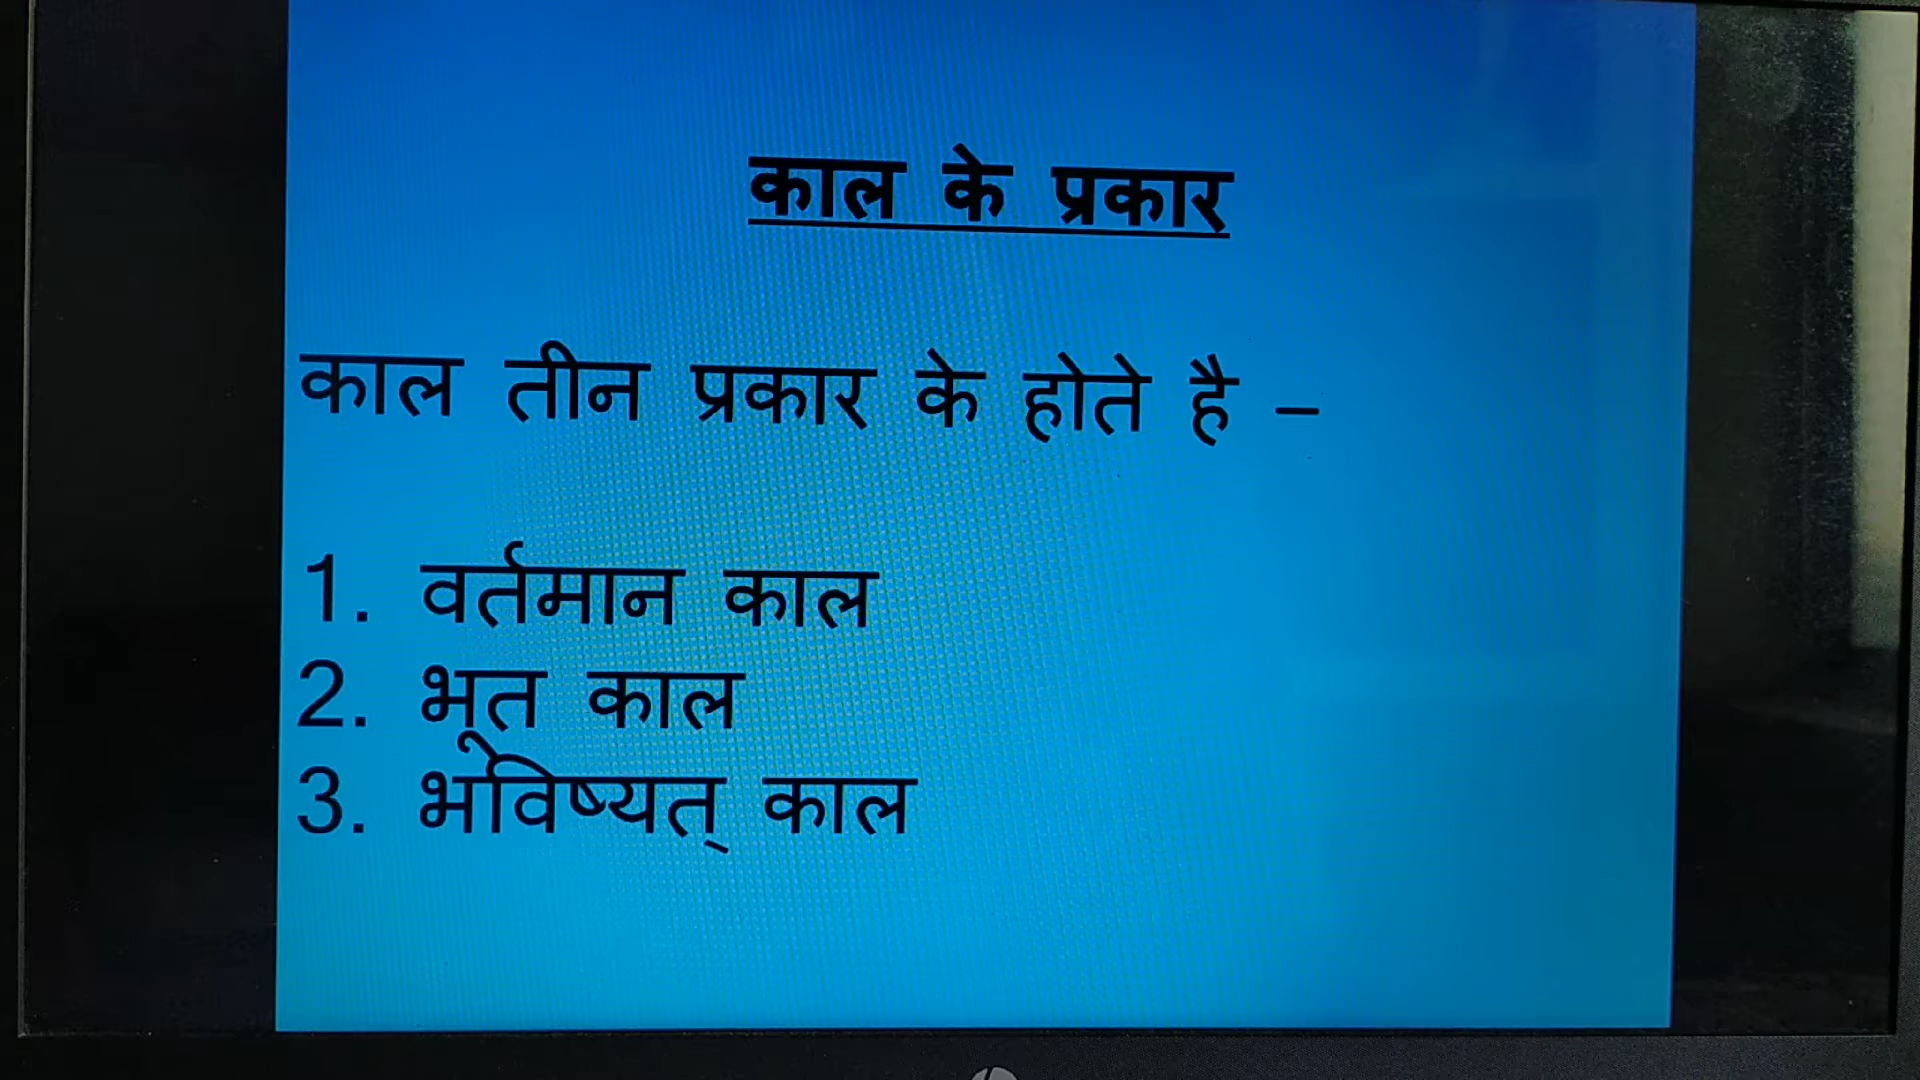 काल के प्रकार
काल तीन प्रकार के होते है –
1. वर्तमान काल
2. भूत काल
3. भविष्यत् काल